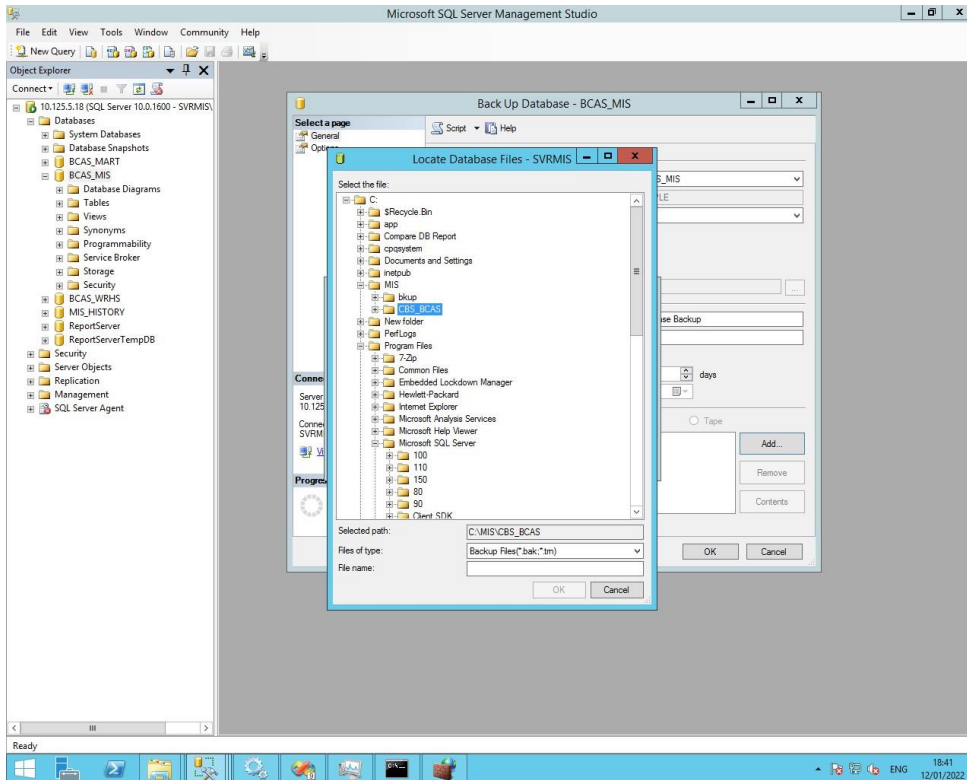 Microsoft SQL Server Management Studio
File Edit View Tools Window Community Help
New Query
Object Explorer
Connect
10.125.5.18 (SQL Server 10.0.1600 - SVRMIS\
Databases
System Databases
Database Snapshots
BCAS_MART
BCAS_MIS
Database Diagrams
Tables
Views
Synonyms
Programmability
Service Broker
Storage
Security
BCAS_WRHS
MIS_HISTORY
ReportServer
ReportServerTempDB
Security
Server Objects
Replication
Management
SQL Server Agent
Back Up Database - BCAS_MIS
Select a page
General
Script Help
S_MIS
LE
ase Backup
days
Tape
Add...
Remove
Contents
OK Cancel
Conne
Server
10.125
Conne
SVRM
Vi
Progres
Locate Database Files - SVRMIS
Select the file:
C:
$Recycle.Bin
app
Compare DB Report
cpqsystem
Documents and Settings
inetpub
MIS
bkup
CBS_BCAS
New folder
PerfLogs
Program Files
7-Zip
Common Files
Embedded Lockdown Manager
Hewlett-Packard
Internet Explorer
Microsoft Analysis Services
Microsoft Help Viewer
Microsoft SQL Server
100
110
150
80
90
Client SDK
Selected path: C:\MIS\CBS_BCAS
Files of type: Backup Files(*.bak;*.trn)
File name:
OK Cancel
Ready
ENG
18:41
12/01/2022